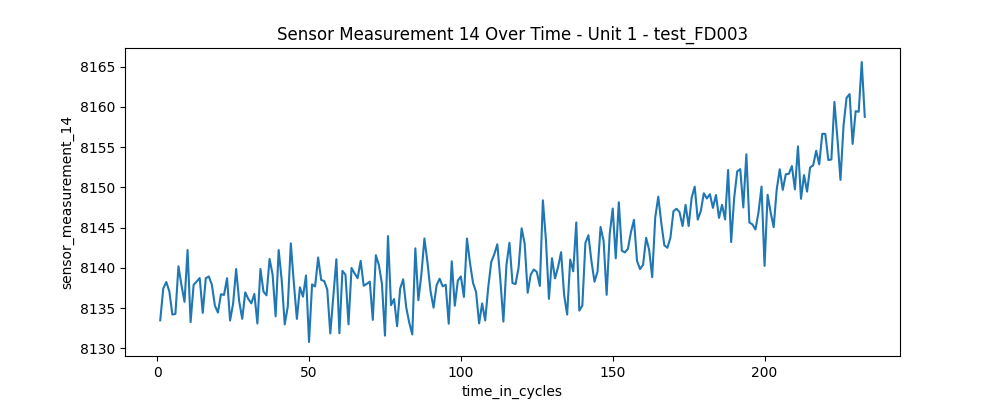 Sensor Measurement 14 Over Time - Unit 1 - test_FD003
8165
8160
8155
8150
8145
8140
8135
8130
sensor_measurement_14
0 50 100 150 200
time_in_cycles